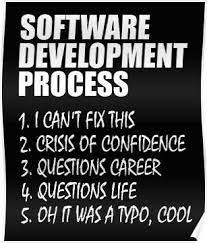 SOFTWARE
DEVELOPMENT
PROCESS
1. I CAN'T FIX THIS
2. CRISIS OF CONFIDENCE
3. QUESTIONS CAREER
4. QUESTIONS LIFE
5. OH IT WAS A TYPO, COOL